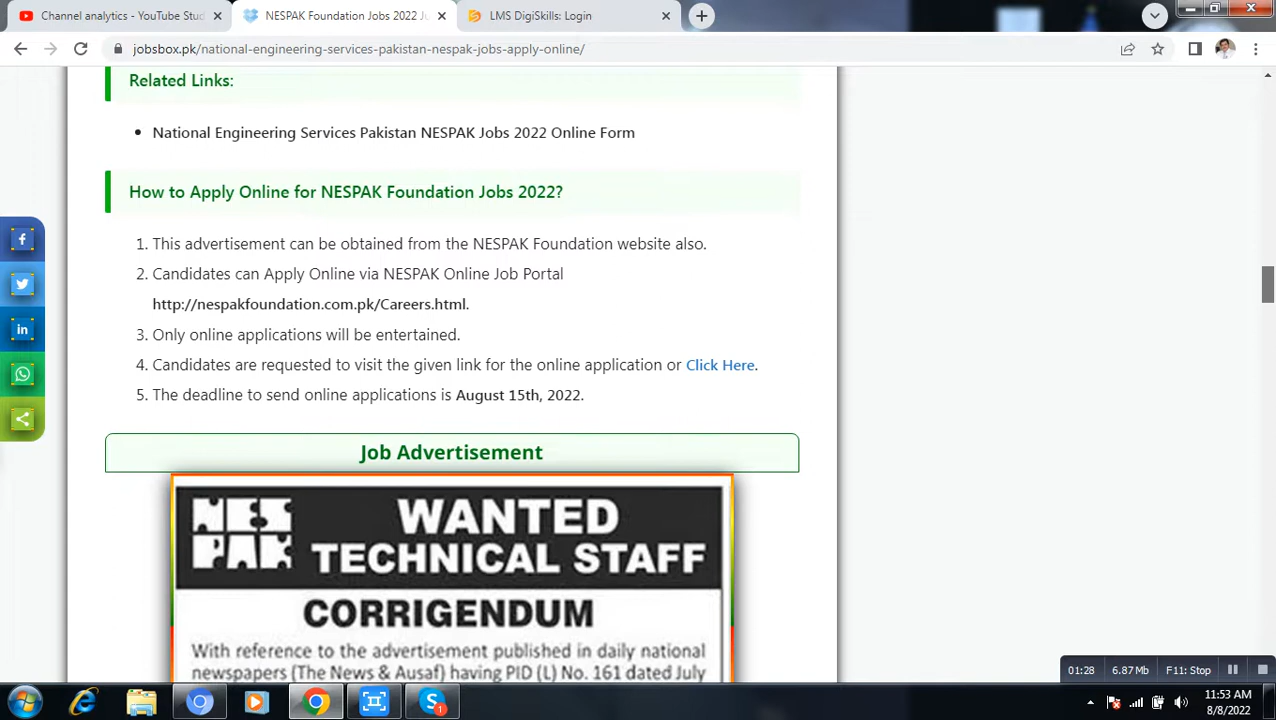 Channel analytics - YouTube Stud
NESPAK Foundation Jobs 2022 J
LMS DigiSkills: Login
jobsbox.pk/national-engineering-services-pakistan-nespak-jobs-apply-online/
Related Links:
• National Engineering Services Pakistan NESPAK Jobs 2022 Online Form
How to Apply Online for NESPAK Foundation Jobs 2022?
1. This advertisement can be obtained from the NESPAK Foundation website also.
2. Candidates can Apply Online via NESPAK Online Job Portal
http://nespakfoundation.com.pk/Careers.html.
3. Only online applications will be entertained.
4. Candidates are requested to visit the given link for the online application or Click Here.
5. The deadline to send online applications is August 15th, 2022.
Job Advertisement
NES
PAK
WANTED
TECHNICAL STAFF
CORRIGENDUM
With reference to the advertisement published in daily national
newspapers (The News & Ausaf) having PID (L) No. 161 dated July
01:28
6.87Mb
F11: Stop
11:53 AM
8/8/2022